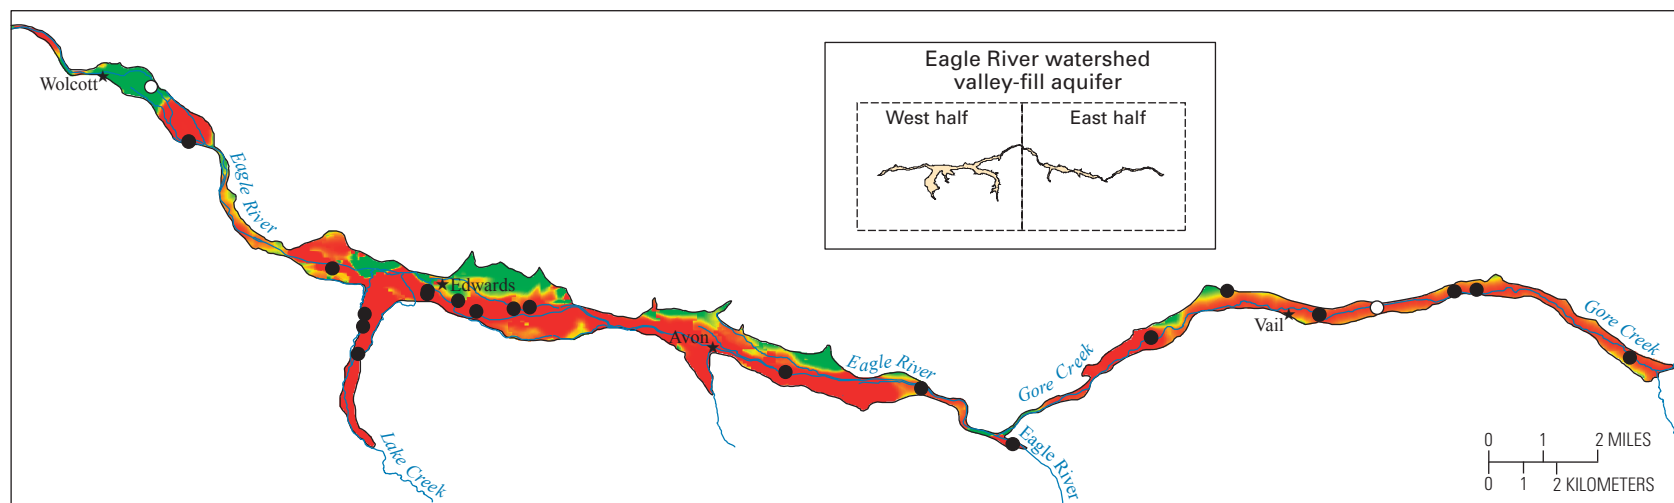 Eagle River watershed
valley-fill aquifer
West half
East half
Wolcott
Eagle River
Edwards
Avon
Eagle River
Gore Creek
Vail
Gore Creek
Lake Creek
Eagle River
0 1 2 MILES
0 1 2 KILOMETERS